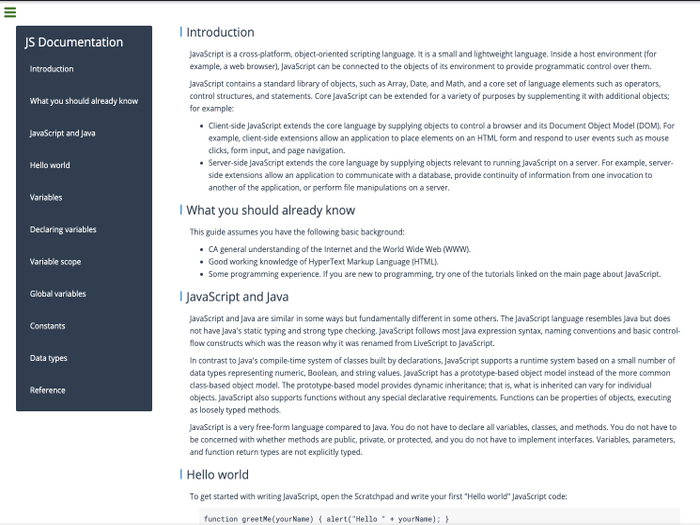 JS Documentation
Introduction
What you should already know
JavaScript and Java
Hello world
Variables
Declaring variables
Variable scope
Global variables
Constants
Data types
Reference
Introduction
JavaScript is a cross-platform, object-oriented scripting language. It is a small and lightweight language. Inside a host environment (for
example, a web browser), JavaScript can be connected to the objects of its environment to provide programmatic control over them.
JavaScript contains a standard library of objects, such as Array, Date, and Math, and a core set of language elements such as operators,
control structures, and statements. Core JavaScript can be extended for a variety of purposes by supplementing it with additional objects;
for example:
• Client-side JavaScript extends the core language by supplying objects to control a browser and its Document Object Model (DOM). For
example, client-side extensions allow an application to place elements on an HTML form and respond to user events such as mouse
clicks, form input, and page navigation.
• Server-side JavaScript extends the core language by supplying objects relevant to running JavaScript on a server. For example, server-
side extensions allow an application to communicate with a database, provide continuity of information from one invocation to
another of the application, or perform file manipulations on a server.
What you should already know
This guide assumes you have the following basic background:
• CA general understanding of the Internet and the World Wide Web (WWW).
• Good working knowledge of HyperText Markup Language (HTML).
• Some programming experience. If you are new to programming, try one of the tutorials linked on the main page about JavaScript.
JavaScript and Java
JavaScript and Java are similar in some ways but fundamentally different in some others. The JavaScript language resembles Java but does
not have Java's static typing and strong type checking. JavaScript follows most Java expression syntax, naming conventions and basic control-
flow constructs which was the reason why it was renamed from LiveScript to JavaScript.
In contrast to Java's compile-time system of classes built by declarations, JavaScript supports a runtime system based on a small number of
data types representing numeric, Boolean, and string values. JavaScript has a prototype-based object model instead of the more common
class-based object model. The prototype-based model provides dynamic inheritance; that is, what is inherited can vary for individual
objects. JavaScript also supports functions without any special declarative requirements. Functions can be properties of objects, executing
as loosely typed methods.
JavaScript is a very free-form language compared to Java. You do not have to declare all variables, classes, and methods. You do not have to
be concerned with whether methods are public, private, or protected, and you do not have to implement interfaces. Variables, parameters,
and function return types are not explicitly typed.
Hello world
To get started with writing JavaScript, open the Scratchpad and write your first "Hello world" JavaScript code:
function greetMe(yourName) { alert("Hello " + yourName); }